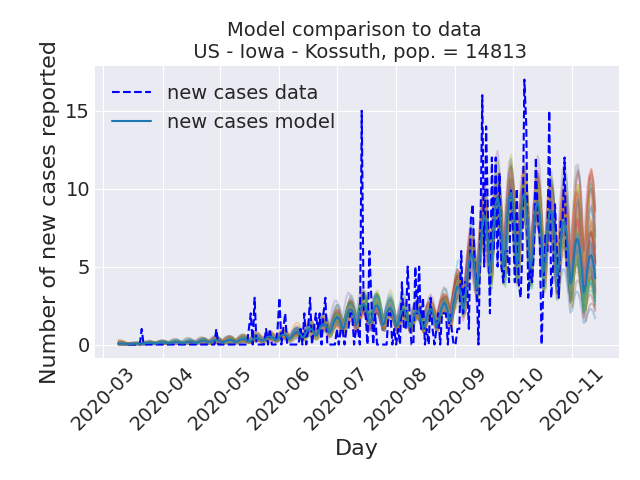 Model comparison to data
US - Iowa - Kossuth, pop. = 14813
new cases data
new cases model
Number of new cases reported
15
10
5
0
2020-03
2020-04
2020-05
2020-06
2020-07
2020-08
2020-09
2020-10
2020-11
Day